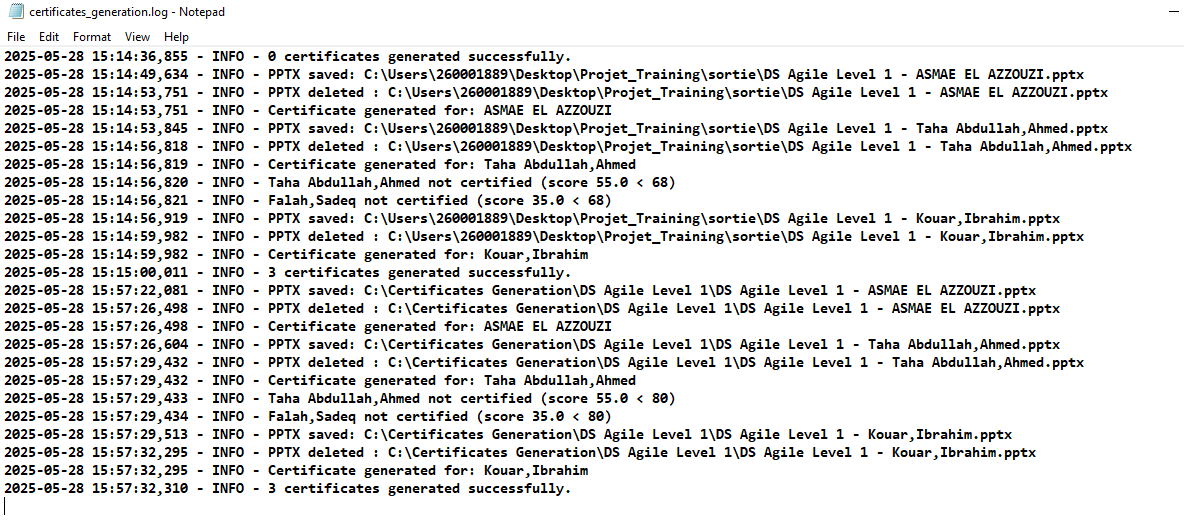 certificates_generation.log - Notepad
File Edit Format View Help
2025-05-28 15:14:36,855 - INFO - 0 certificates generated successfully.
2025-05-28 15:14:49,634 - INFO - PPTX saved: C:\Users\260001889\Desktop\Projet_Training\sortie\DS Agile Level 1 - ASMAE EL AZZOUZI.pptx
2025-05-28 15:14:53,751 - INFO - PPTX deleted : C:\Users\260001889\Desktop\Projet_Training\sortie\DS Agile Level 1 - ASMAE EL AZZOUZI.pptx
2025-05-28 15:14:53,751 - INFO - Certificate generated for: ASMAE EL AZZOUZI
2025-05-28 15:14:53,845 - INFO - PPTX saved: C:\Users\260001889\Desktop\Projet_Training\sortie\DS Agile Level 1 - Taha Abdullah,Ahmed.pptx
2025-05-28 15:14:56,818 - INFO - PPTX deleted : C:\Users\260001889\Desktop\Projet_Training\sortie\DS Agile Level 1 - Taha Abdullah,Ahmed.pptx
2025-05-28 15:14:56,819 - INFO - Certificate generated for: Taha Abdullah,Ahmed
2025-05-28 15:14:56,820 - INFO - Taha Abdullah,Ahmed not certified (score 55.0 < 68)
2025-05-28 15:14:56,821 - INFO - Falah,Sadeq not certified (score 35.0 < 68)
2025-05-28 15:14:56,919 - INFO - PPTX saved: C:\Users\260001889\Desktop\Projet_Training\sortie\DS Agile Level 1 - Kouar,Ibrahim.pptx
2025-05-28 15:14:59,982 - INFO - PPTX deleted : C:\Users\260001889\Desktop\Projet_Training\sortie\DS Agile Level 1 - Kouar,Ibrahim.pptx
2025-05-28 15:14:59,982 - INFO - Certificate generated for: Kouar,Ibrahim
2025-05-28 15:15:00,011 - INFO - 3 certificates generated successfully.
2025-05-28 15:57:22,081 - INFO - PPTX saved: C:\Certificates Generation\DS Agile Level 1\DS Agile Level 1 - ASMAE EL AZZOUZI.pptx
2025-05-28 15:57:26,498 - INFO - PPTX deleted : C:\Certificates Generation\DS Agile Level 1\DS Agile Level 1 - ASMAE EL AZZOUZI.pptx
2025-05-28 15:57:26,498 - INFO - Certificate generated for: ASMAE EL AZZOUZI
2025-05-28 15:57:26,604 - INFO - PPTX saved: C:\Certificates Generation\DS Agile Level 1\DS Agile Level 1 - Taha Abdullah,Ahmed.pptx
2025-05-28 15:57:29,432 - INFO - PPTX deleted : C:\Certificates Generation\DS Agile Level 1\DS Agile Level 1 - Taha Abdullah,Ahmed.pptx
2025-05-28 15:57:29,432 - INFO - Certificate generated for: Taha Abdullah,Ahmed
2025-05-28 15:57:29,433 - INFO - Taha Abdullah,Ahmed not certified (score 55.0 < 80)
2025-05-28 15:57:29,434 - INFO - Falah,Sadeq not certified (score 35.0 < 80)
2025-05-28 15:57:29,513 - INFO - PPTX saved: C:\Certificates Generation\DS Agile Level 1\DS Agile Level 1 - Kouar,Ibrahim.pptx
2025-05-28 15:57:32,295 - INFO - PPTX deleted : C:\Certificates Generation\DS Agile Level 1\DS Agile Level 1 - Kouar,Ibrahim.pptx
2025-05-28 15:57:32,295 - INFO - Certificate generated for: Kouar,Ibrahim
2025-05-28 15:57:32,310 - INFO - 3 certificates generated successfully.